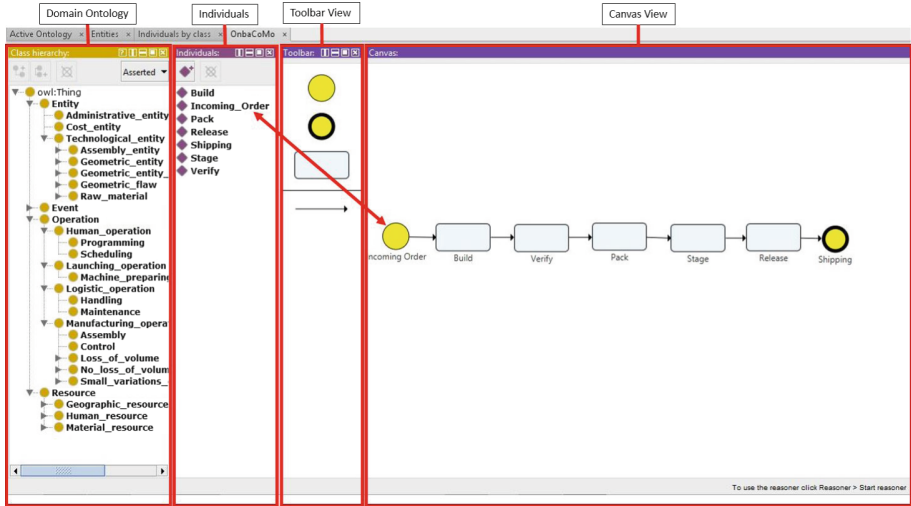 Domain Ontology
Individuals
Toolbar View
Canvas View
Active Ontology × Entities × Individuals by class × OnbaCoMo ×
Class hierarchy:
Asserted
owl:Thing
Entity
Administrative_entity
Cost_entity
Technological_entity
Assembly_entity
Geometric_entity
Geometric_entity_
Geometric_flaw
Raw_material
Event
Operation
Human_operation
Programming
Scheduling
Launching_operation
Machine_preparing
Logistic_operation
Handling
Maintenance
Manufacturing_opera
Assembly
Control
Loss_of_volume
No_loss_of_volum
Small_variations_
Resource
Geographic_resource
Human_resource
Material_resource
Individuals:
Build
Incoming_Order
Pack
Release
Shipping
Stage
Verify
Toolbar:
Canvas:
ncoming Order
Build
Verify
Pack
Stage
Release
Shipping
To use the reasoner click Reasoner > Start reasoner